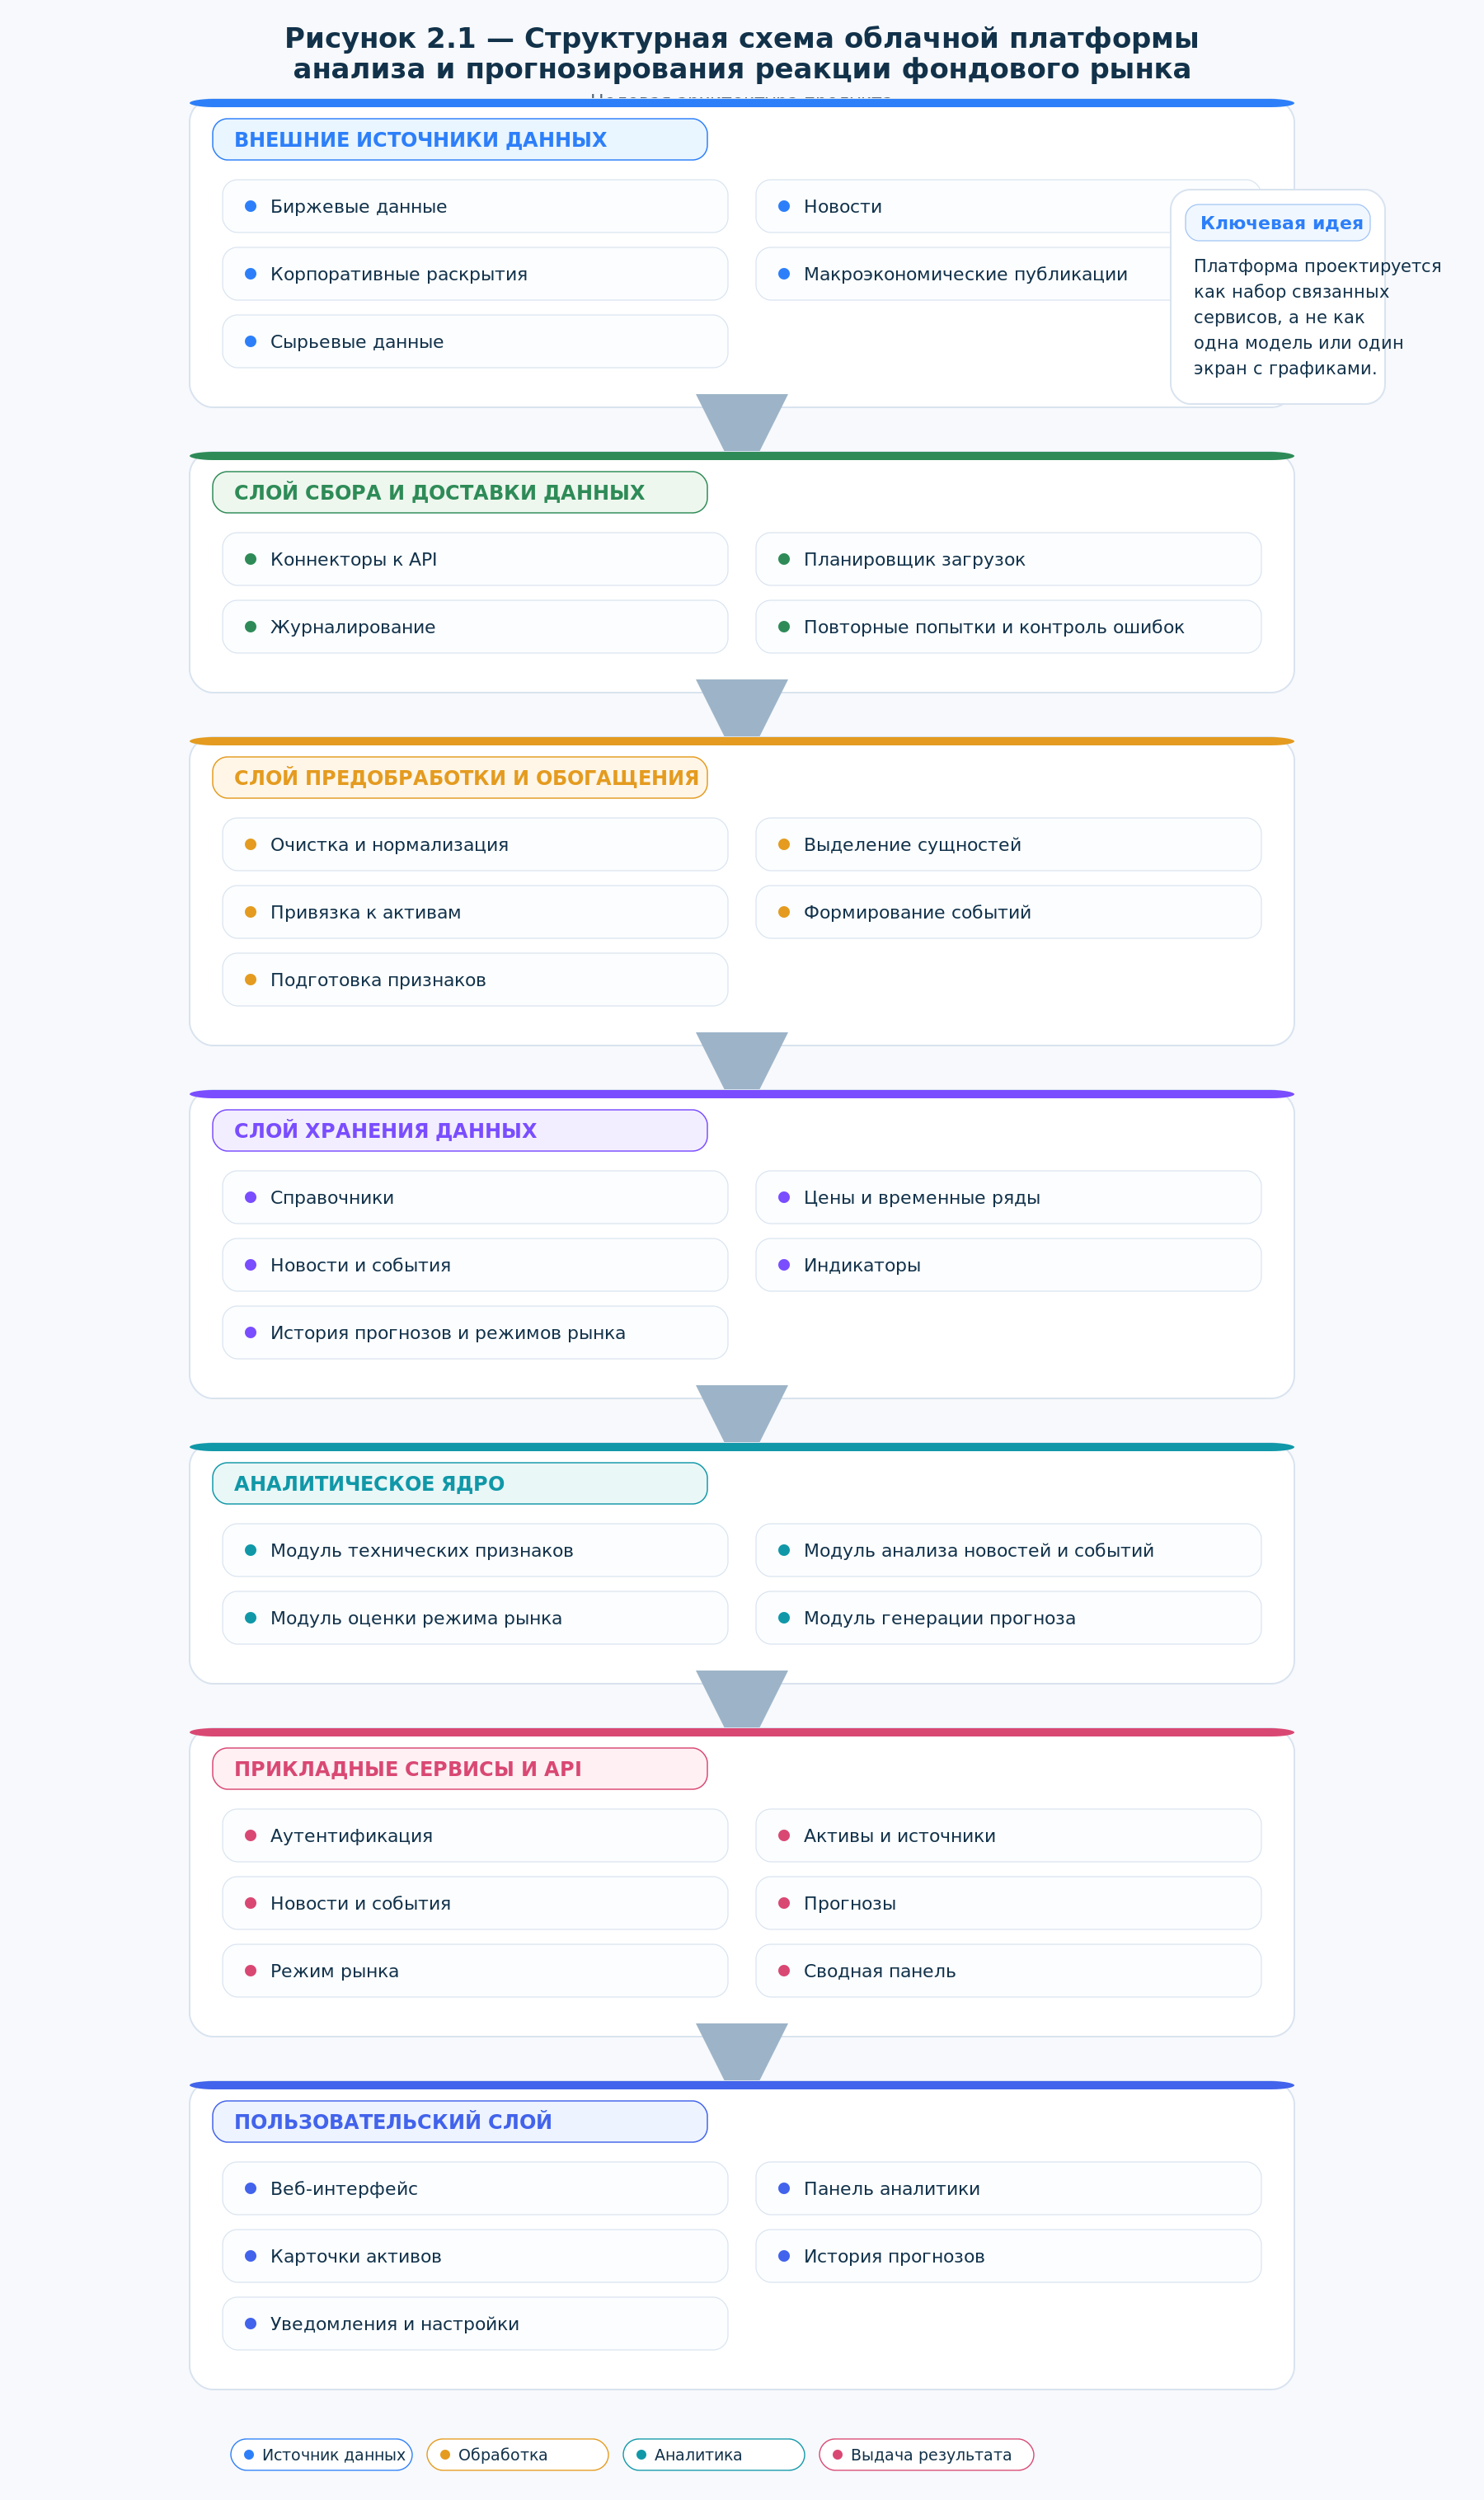 Рисунок 2.1 — Структурная схема облачной платформы
анализа и прогнозирования реакции фондового рынка
ВНЕШНИЕ ИСТОЧНИКИ ДАННЫХ
Биржевые данные
Новости
Корпоративные раскрытия
Макроэкономические публикации
Сырьевые данные
Ключевая идея
Платформа проектируется
как набор связанных
сервисов, а не как
одна модель или один
экран с графиками.
СЛОЙ СБОРА И ДОСТАВКИ ДАННЫХ
Коннекторы к API
Планировщик загрузок
Журналирование
Повторные попытки и контроль ошибок
СЛОЙ ПРЕДОБРАБОТКИ И ОБОГАЩЕНИЯ
Очистка и нормализация
Выделение сущностей
Привязка к активам
Формирование событий
Подготовка признаков
СЛОЙ ХРАНЕНИЯ ДАННЫХ
Справочники
Цены и временные ряды
Новости и события
Индикаторы
История прогнозов и режимов рынка
АНАЛИТИЧЕСКОЕ ЯДРО
Модуль технических признаков
Модуль анализа новостей и событий
Модуль оценки режима рынка
Модуль генерации прогноза
ПРИКЛАДНЫЕ СЕРВИСЫ И API
Аутентификация
Активы и источники
Новости и события
Прогнозы
Режим рынка
Сводная панель
ПОЛЬЗОВАТЕЛЬСКИЙ СЛОЙ
Веб-интерфейс
Панель аналитики
Карточки активов
История прогнозов
Уведомления и настройки
Источник данных
Обработка
Аналитика
Выдача результата